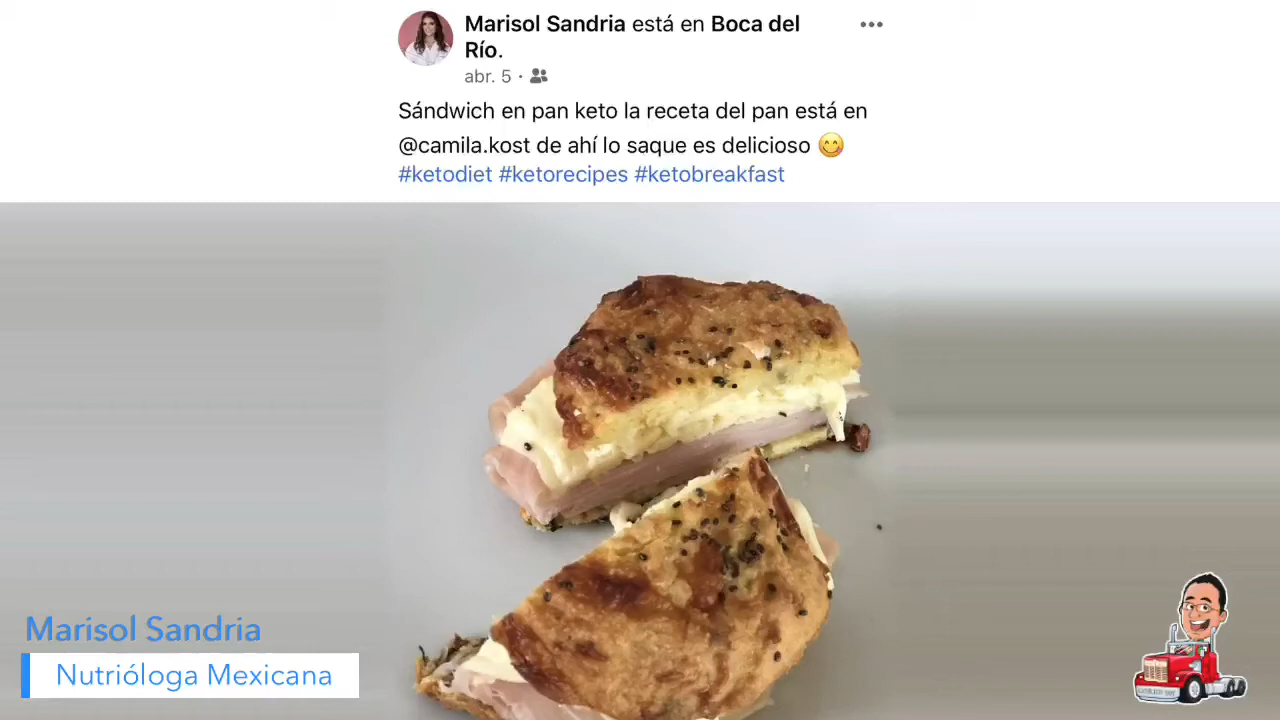 Marisol Sandria está en Boca del
Río.
abr. 5 ·
Sándwich en pan keto la receta del pan está en
@camila.kost de ahí lo saque es delicioso 😋
#ketodiet #ketorecipes #ketobreakfast
Marisol Sandria
Nutrióloga Mexicana